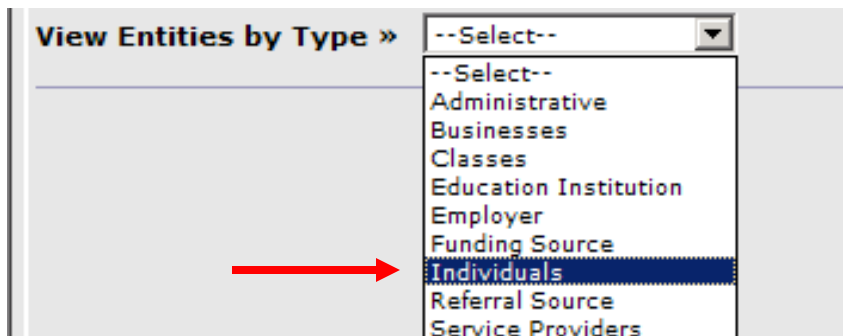 View Entities by Type » --Select--
--Select--
Administrative
Businesses
Classes
Education Institution
Employer
Funding Source
Individuals
Referral Source
Service Providers